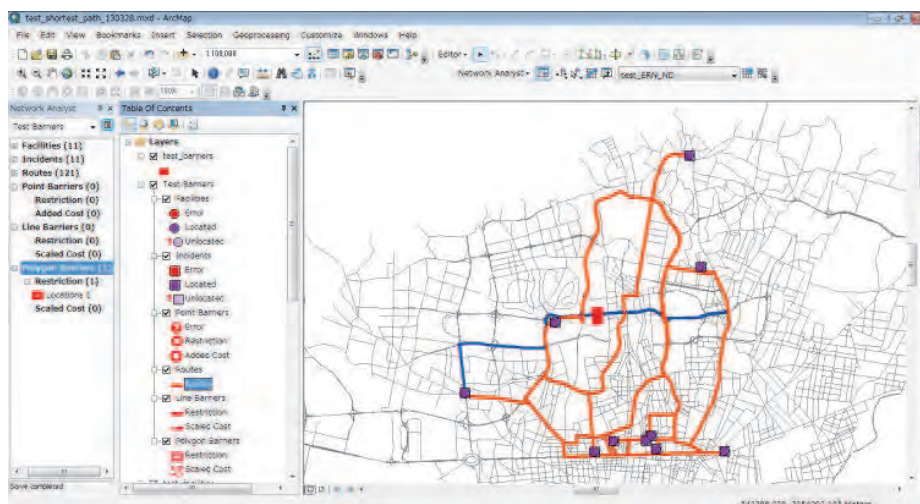 test_shortest_path_130328.mxd - ArcMap
File Edit View Bookmarks Insert Selection Geoprocessing Customize Windows Help
Editor
Network Analyst
test_ERN_ND
Network Analyst
Table Of Contents
Test Barriers
Facilities (11)
Incidents (11)
Routes (121)
Point Barriers (0)
Restriction (0)
Added Cost (0)
Line Barriers (0)
Restriction (0)
Scaled Cost (0)
Polygon Barriers (1)
Restriction (1)
Locations 1
Scaled Cost (0)
Layers
test_barriers
Test Barriers
Facilities
Error
Located
Unlocated
Incidents
Error
Located
Unlocated
Point Barriers
Error
Restriction
Added Cost
Routes
Line Barriers
Restriction
Scaled Cost
Polygon Barriers
Restriction
Scaled Cost
Save completed